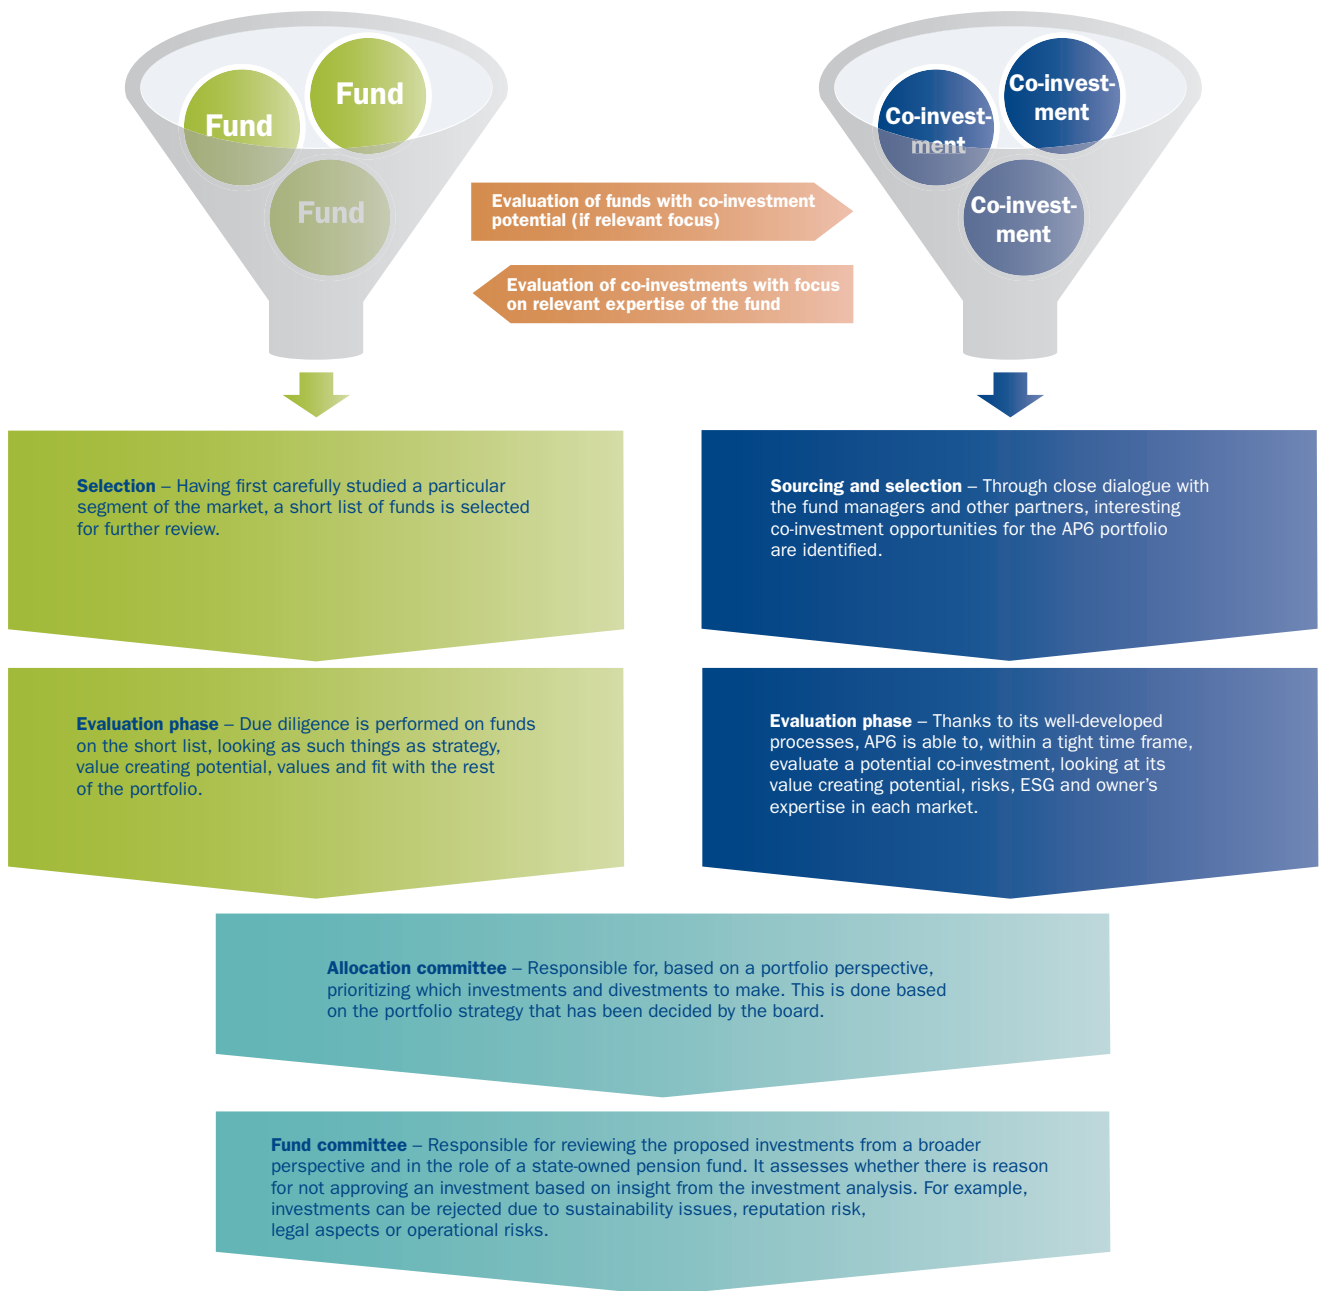 Fund
Fund
Fund
Co-invest-
ment
Co-invest-
ment
Co-invest-
ment
Evaluation of funds with co-investment
potential (if relevant focus)
Evaluation of co-investments with focus
on relevant expertise of the fund
Selection – Having first carefully studied a particular
segment of the market, a short list of funds is selected
for further review.
Sourcing and selection – Through close dialogue with
the fund managers and other partners, interesting
co-investment opportunities for the AP6 portfolio
are identified.
Evaluation phase – Due diligence is performed on funds
on the short list, looking as such things as strategy,
value creating potential, values and fit with the rest
of the portfolio.
Evaluation phase – Thanks to its well-developed
processes, AP6 is able to, within a tight time frame,
evaluate a potential co-investment, looking at its
value creating potential, risks, ESG and owner's
expertise in each market.
Allocation committee – Responsible for, based on a portfolio perspective,
prioritizing which investments and divestments to make. This is done based
on the portfolio strategy that has been decided by the board.
Fund committee – Responsible for reviewing the proposed investments from a broader
perspective and in the role of a state-owned pension fund. It assesses whether there is reason
for not approving an investment based on insight from the investment analysis. For example,
investments can be rejected due to sustainability issues, reputation risk,
legal aspects or operational risks.